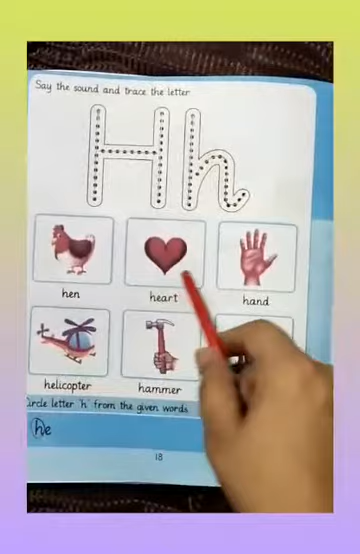 Say the sound and trace the letter
Hh
hen
heart
hand
helicopter
hammer
ircle letter 'h' from the given words
he
18